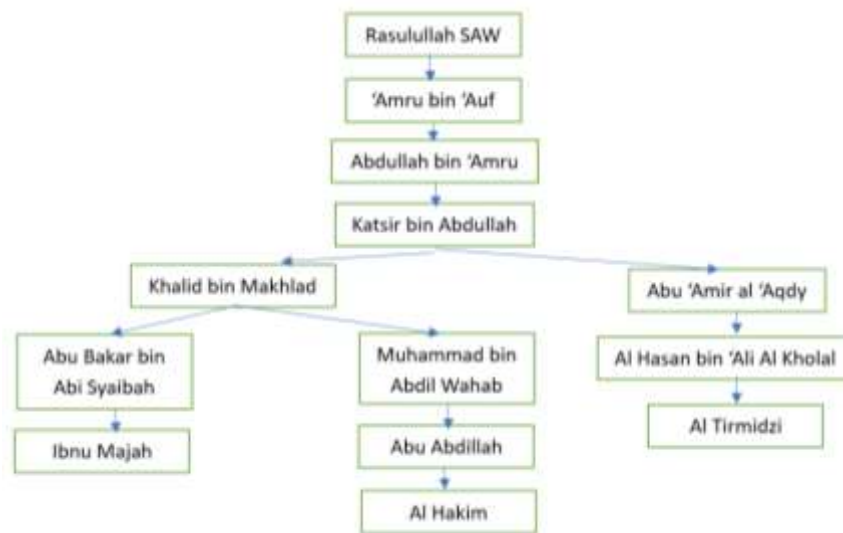 Rasulullah SAW
‘Amru bin ‘Auf
Abdullah bin ‘Amru
Katsir bin Abdullah
Khalid bin Makhlad
Abu ‘Amir al ‘Aqdy
Abu Bakar bin
Abi Syaibah
Muhammad bin
Abdil Wahab
Al Hasan bin ‘Ali Al Kholal
Ibnu Majah
Abu Abdillah
Al Tirmidzi
Al Hakim